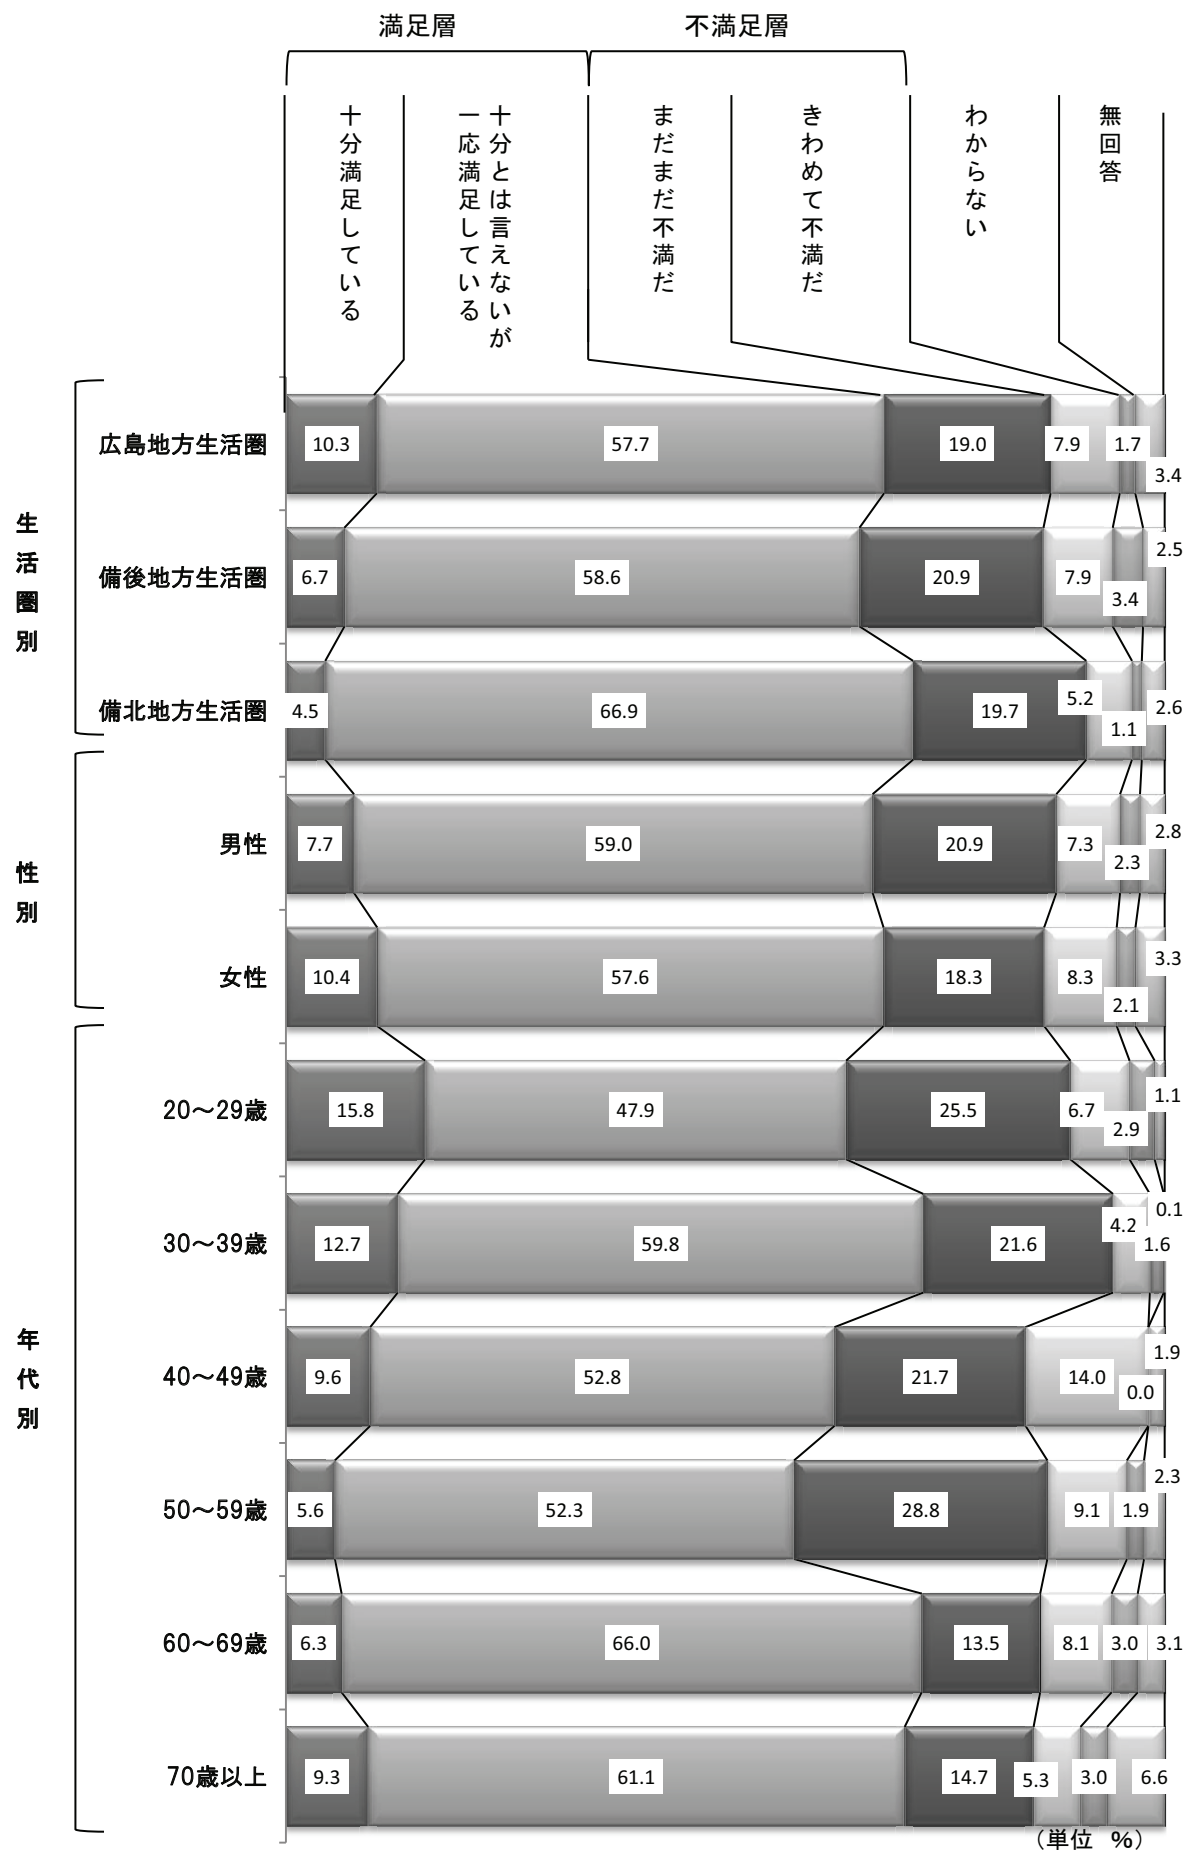 満足層 不満足層
十分満足している
十分とは言えないが
一応満足している
まだまだ不満だ
きわめて不満だ
わからない
無回答
生活圏別
広島地方生活圏 10.3 57.7 19.0 7.9 1.7 3.4
備後地方生活圏 6.7 58.6 20.9 7.9 3.4 2.5
備北地方生活圏 4.5 66.9 19.7 5.2 1.1 2.6
性別
男性 7.7 59.0 20.9 7.3 2.3 2.8
女性 10.4 57.6 18.3 8.3 2.1 3.3
年代別
20～29歳 15.8 47.9 25.5 6.7 2.9 1.1
30～39歳 12.7 59.8 21.6 4.2 1.6 0.1
40～49歳 9.6 52.8 21.7 14.0 0.0 1.9
50～59歳 5.6 52.3 28.8 9.1 1.9 2.3
60～69歳 6.3 66.0 13.5 8.1 3.0 3.1
70歳以上 9.3 61.1 14.7 5.3 3.0 6.6
（単位　%）